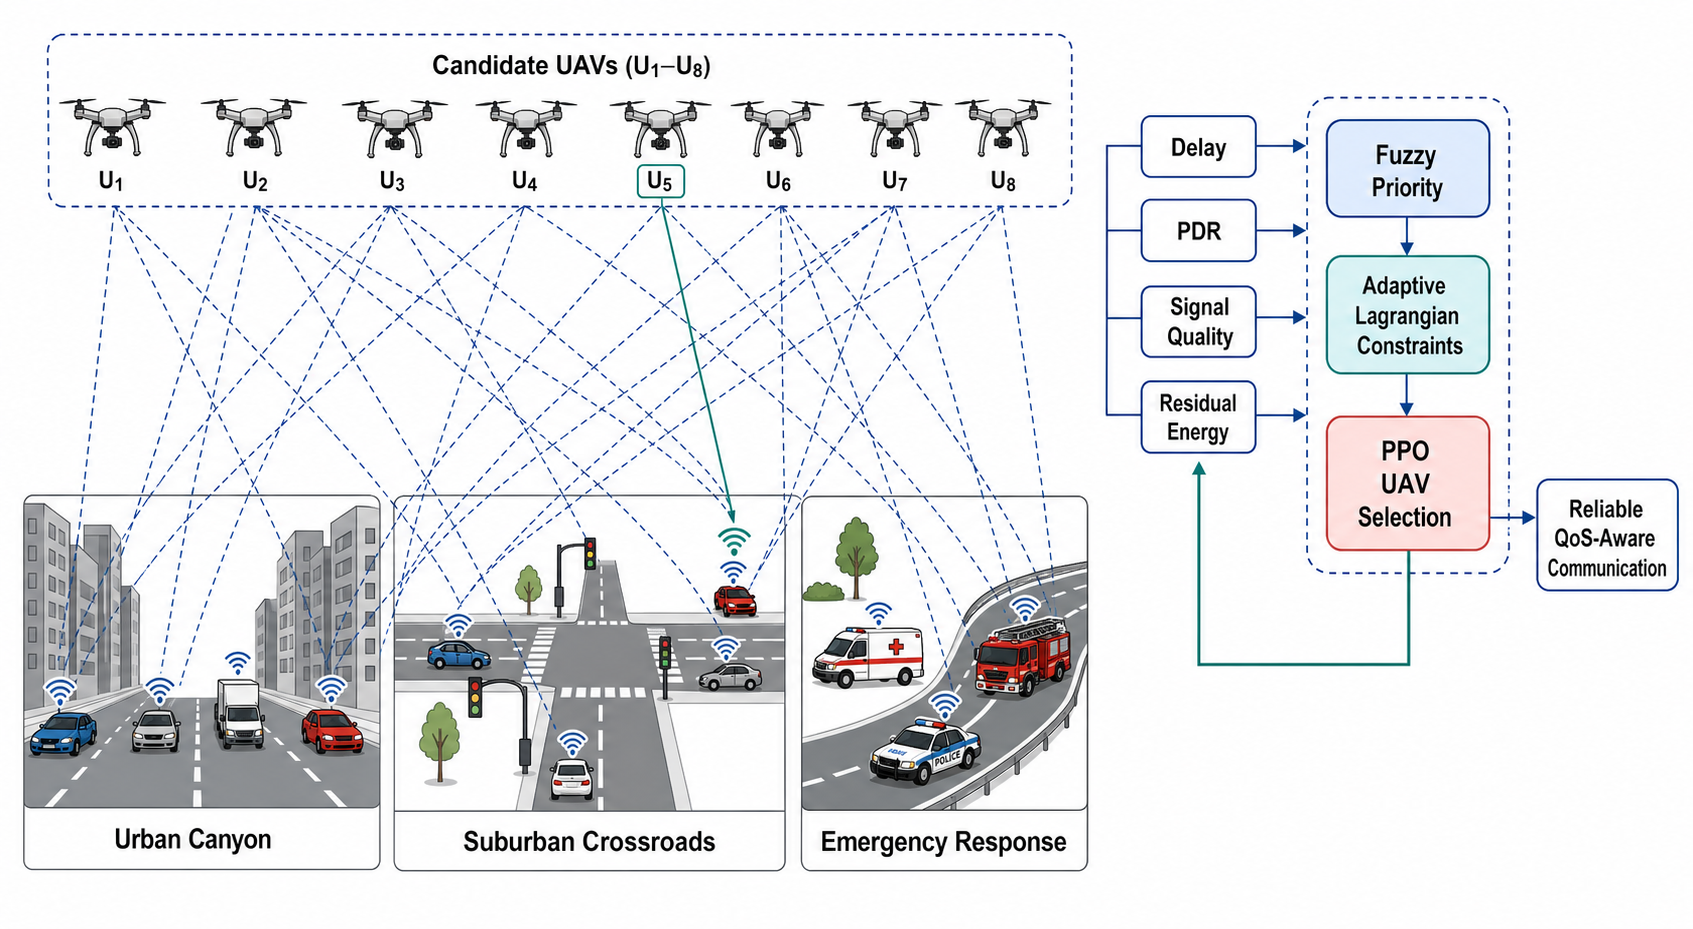 Candidate UAVs (U₁–U₈)
U₁ U₂ U₃ U₄ U₅ U₆ U₇ U₈
Urban Canyon
Suburban Crossroads
POLICE
Emergency Response
Delay
PDR
Signal
Quality
Residual
Energy
Fuzzy
Priority
Adaptive
Lagrangian
Constraints
PPO
UAV
Selection
Reliable
QoS-Aware
Communication